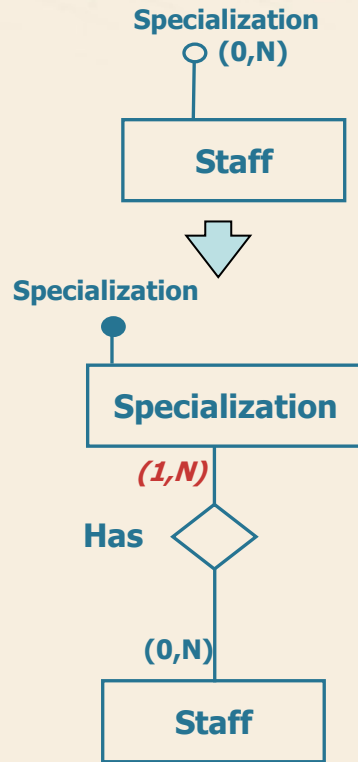 Specialization
(0,N)
Staff
Specialization
Specialization
(1,N)
Has
(0,N)
Staff